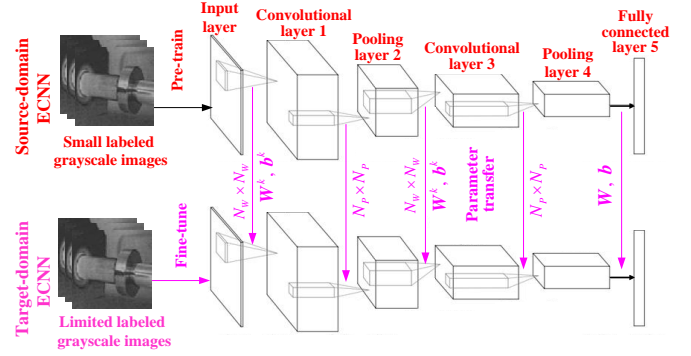 Input
layer
Convolutional
layer 1
Pooling
layer 2
Convolutional
layer 3
Pooling
layer 4
Fully
connected
layer 5
Source-domain
ECNN
Pre-train
Small labeled
grayscale images
N_W × N_W
W^k, b^k
N_P × N_P
N_W × N_W
W^k, b^k
Parameter
transfer
N_P × N_P
W, b
Target-domain
ECNN
Fine-tune
Limited labeled
grayscale images